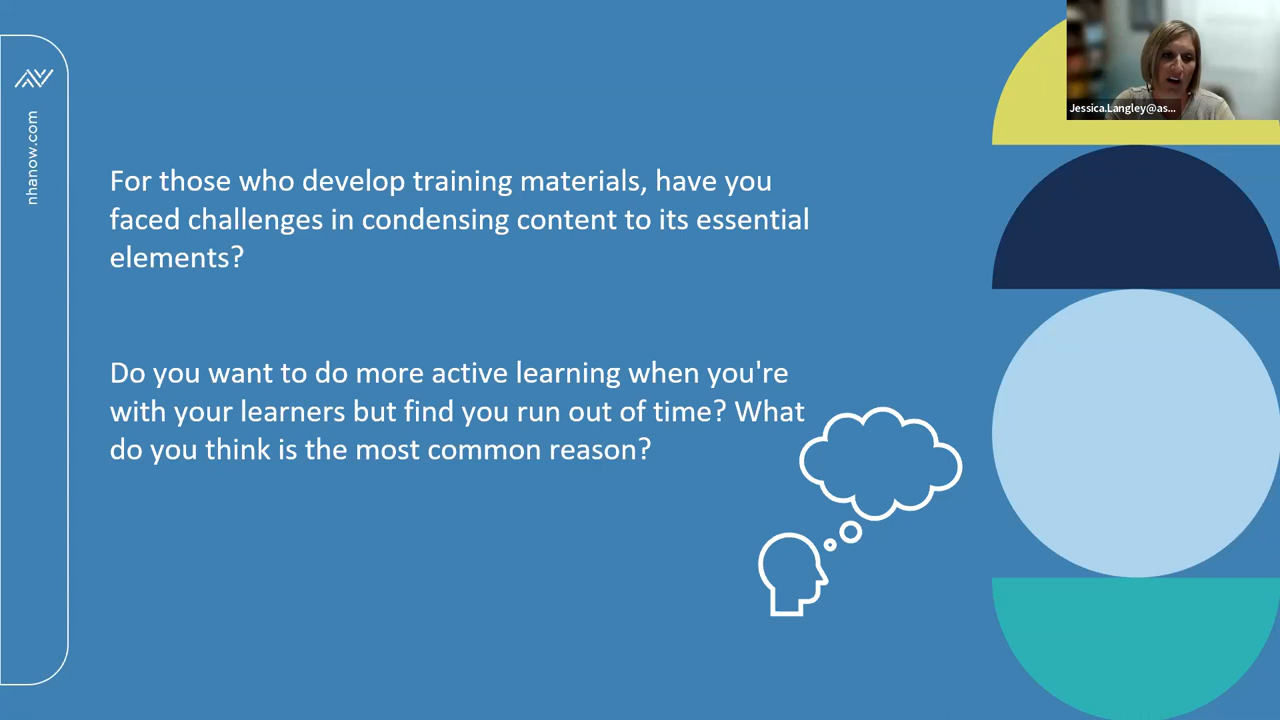 nhanow.com
For those who develop training materials, have you
faced challenges in condensing content to its essential
elements?
Do you want to do more active learning when you're
with your learners but find you run out of time? What
do you think is the most common reason?
Jessica.Langley@as...